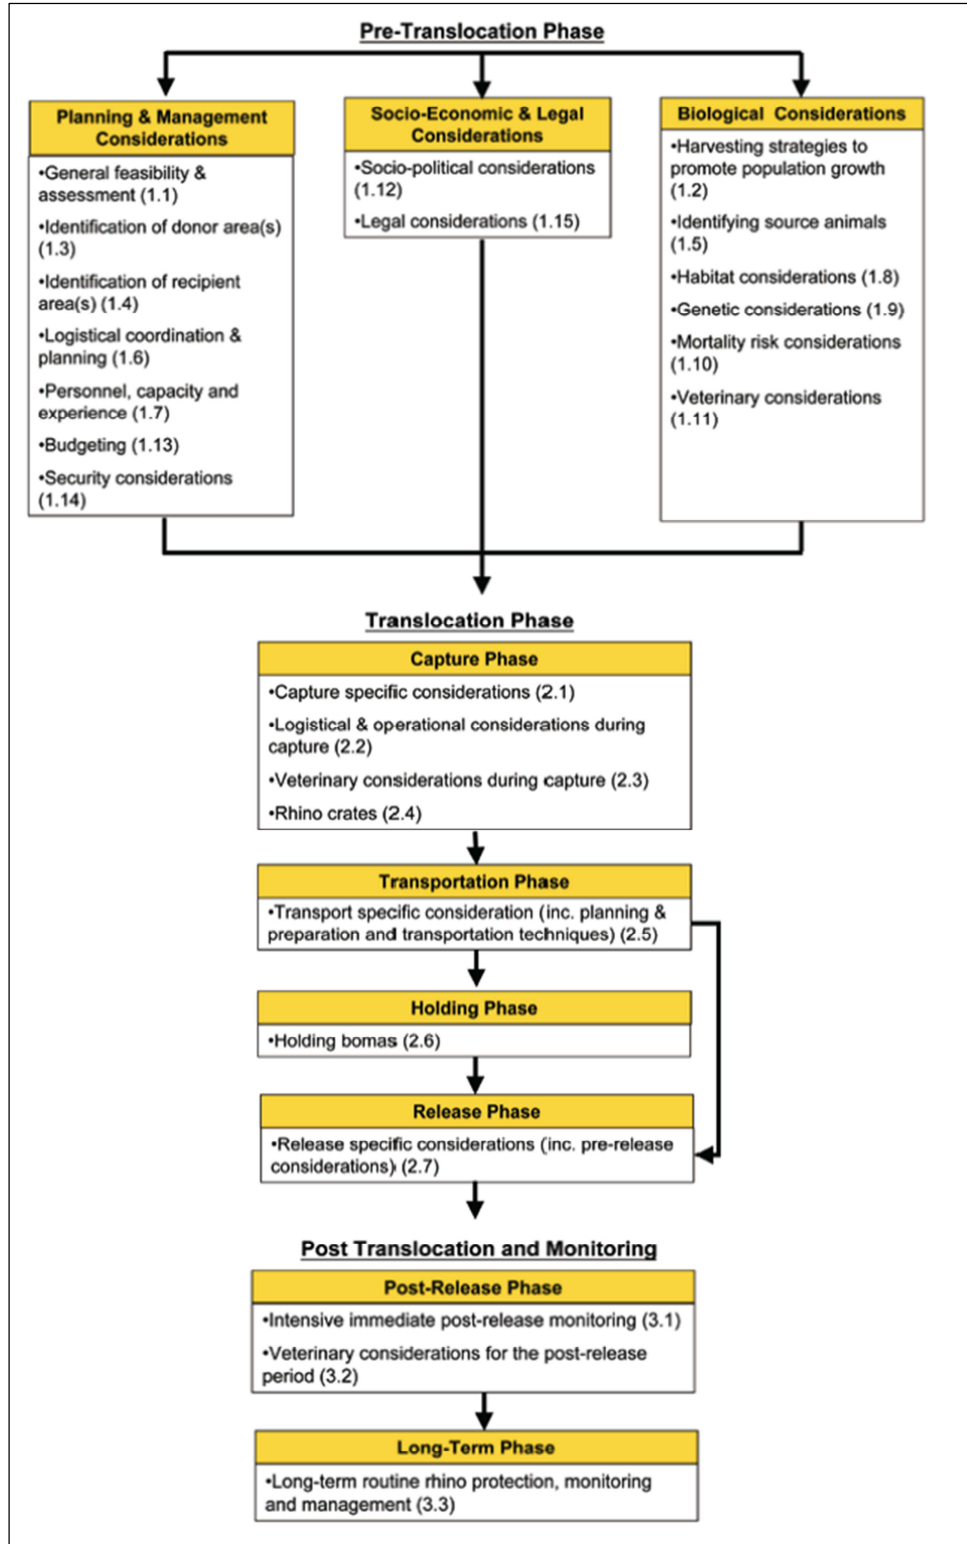 Pre-Translocation Phase
Planning & Management
Considerations
•General feasibility &
assessment (1.1)
•Identification of donor area(s)
(1.3)
•Identification of recipient
area(s) (1.4)
•Logistical coordination &
planning (1.6)
•Personnel, capacity and
experience (1.7)
•Budgeting (1.13)
•Security considerations
(1.14)
Socio-Economic & Legal
Considerations
•Socio-political considerations
(1.12)
•Legal considerations (1.15)
Biological Considerations
•Harvesting strategies to
promote population growth
(1.2)
•Identifying source animals
(1.5)
•Habitat considerations (1.8)
•Genetic considerations (1.9)
•Mortality risk considerations
(1.10)
•Veterinary considerations
(1.11)
Translocation Phase
Capture Phase
•Capture specific considerations (2.1)
•Logistical & operational considerations during
capture (2.2)
•Veterinary considerations during capture (2.3)
•Rhino crates (2.4)
Transportation Phase
•Transport specific consideration (inc. planning &
preparation and transportation techniques) (2.5)
Holding Phase
•Holding bomas (2.6)
Release Phase
•Release specific considerations (inc. pre-release
considerations) (2.7)
Post Translocation and Monitoring
Post-Release Phase
•Intensive immediate post-release monitoring (3.1)
•Veterinary considerations for the post-release
period (3.2)
Long-Term Phase
•Long-term routine rhino protection, monitoring
and management (3.3)